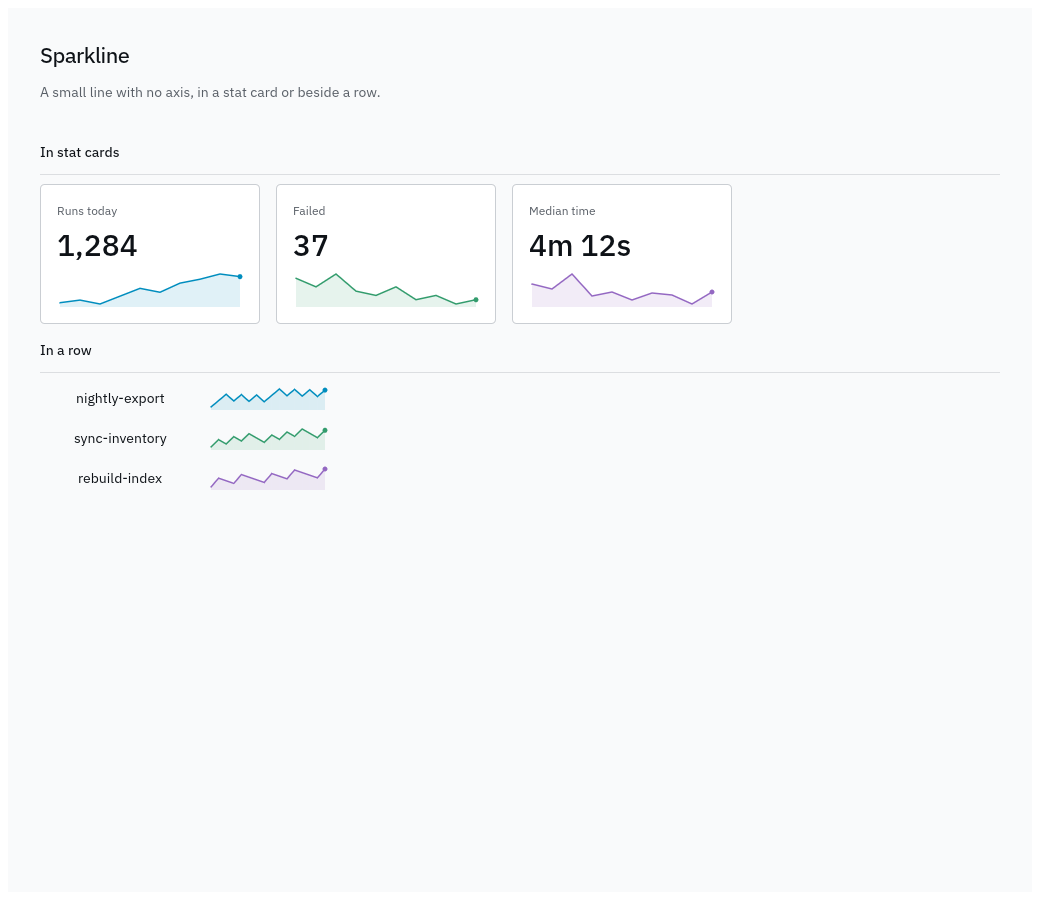 Sparkline
A small line with no axis, in a stat card or beside a row.
In stat cards
Runs today
1,284
Failed
37
Median time
4m 12s
In a row
nightly-export
sync-inventory
rebuild-index